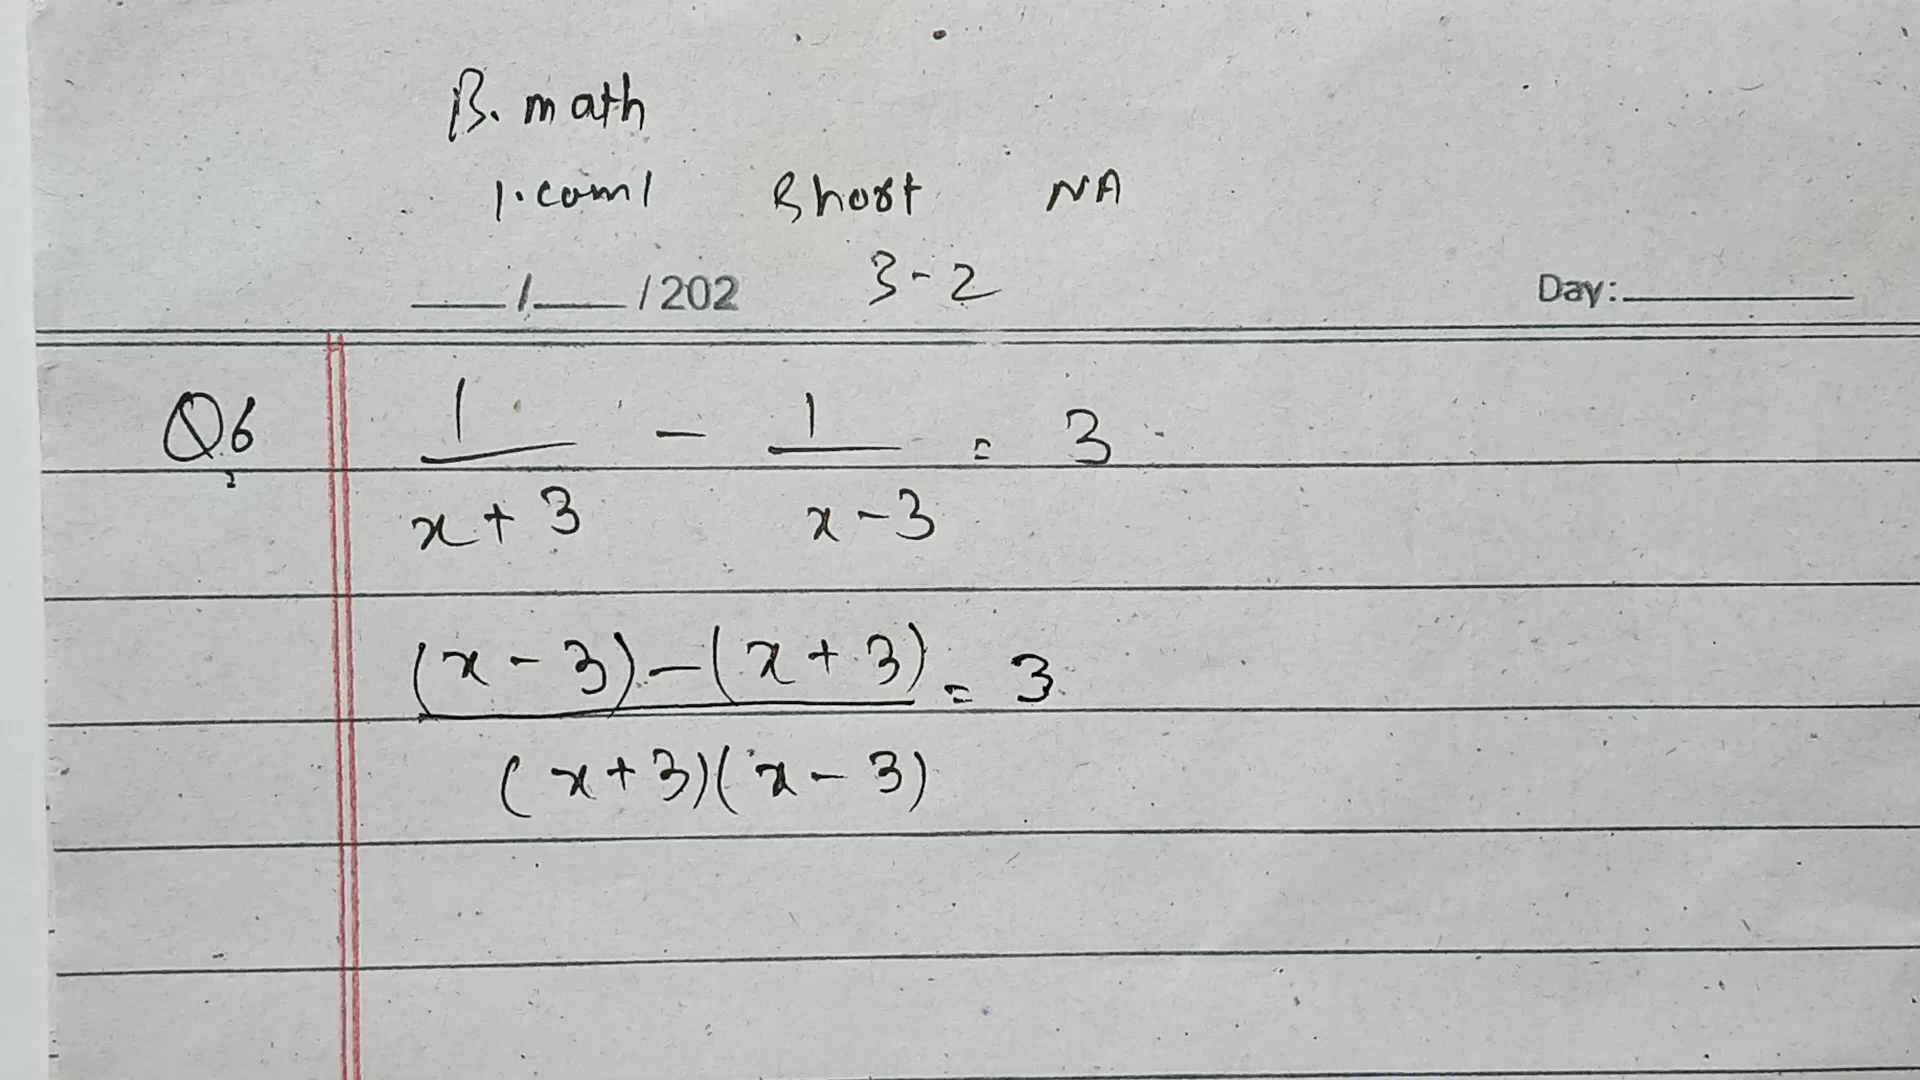 B. math
1.com1 Short NA
__/__/202 3-2 Day:______
Q6 1/(x+3) - 1/(x-3) = 3
((x-3)-(x+3))/((x+3)(x-3)) = 3